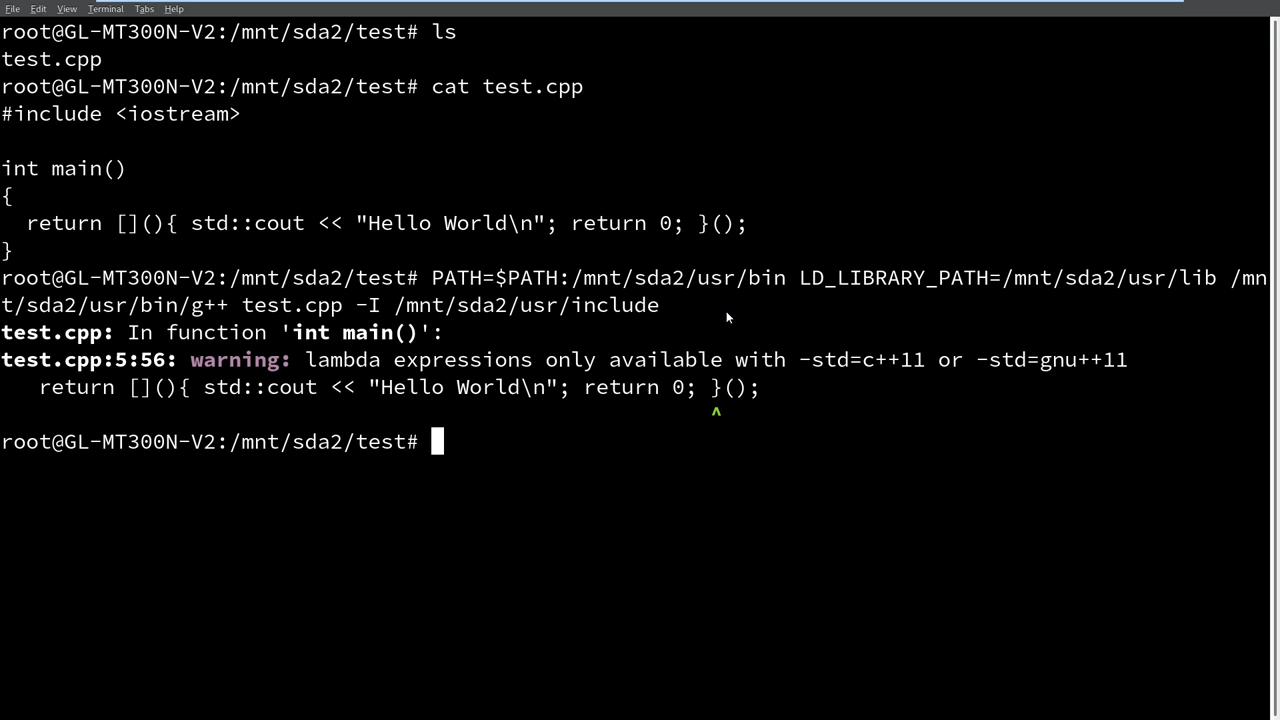 File Edit View Terminal Tabs Help
root@GL-MT300N-V2:/mnt/sda2/test# ls
test.cpp
root@GL-MT300N-V2:/mnt/sda2/test# cat test.cpp
#include <iostream>
int main()
{
  return [](){ std::cout << "Hello World\n"; return 0; }();
}
root@GL-MT300N-V2:/mnt/sda2/test# PATH=$PATH:/mnt/sda2/usr/bin LD_LIBRARY_PATH=/mnt/sda2/usr/lib /mn
t/sda2/usr/bin/g++ test.cpp -I /mnt/sda2/usr/include
test.cpp: In function 'int main()':
test.cpp:5:56: warning: lambda expressions only available with -std=c++11 or -std=gnu++11
   return [](){ std::cout << "Hello World\n"; return 0; }();
^
root@GL-MT300N-V2:/mnt/sda2/test#